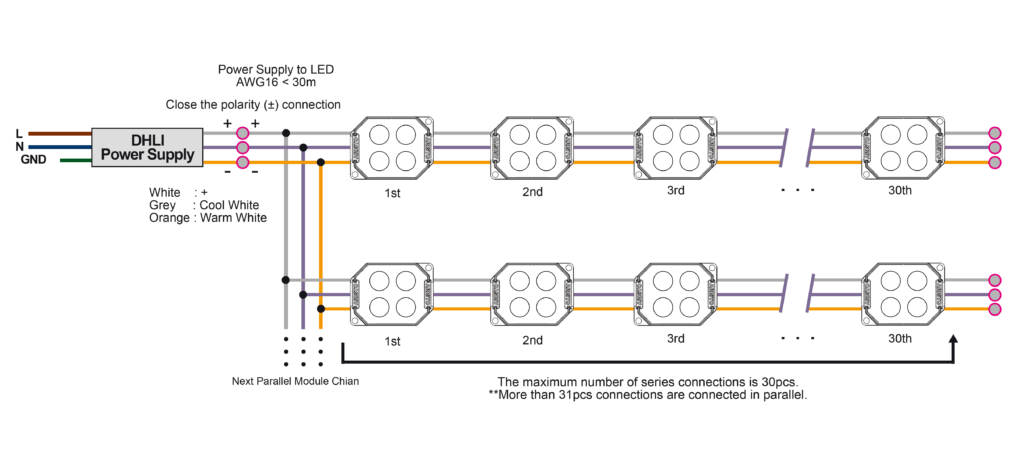 Power Supply to LED
AWG16 < 30m
Close the polarity (±) connection
+ +
L
N
GND
DHLI
Power Supply
- -
White : +
Grey : Cool White
Orange : Warm White
1st 2nd 3rd . . . 30th
1st 2nd 3rd . . . 30th
Next Parallel Module Chian
The maximum number of series connections is 30pcs.
**More than 31pcs connections are connected in parallel.